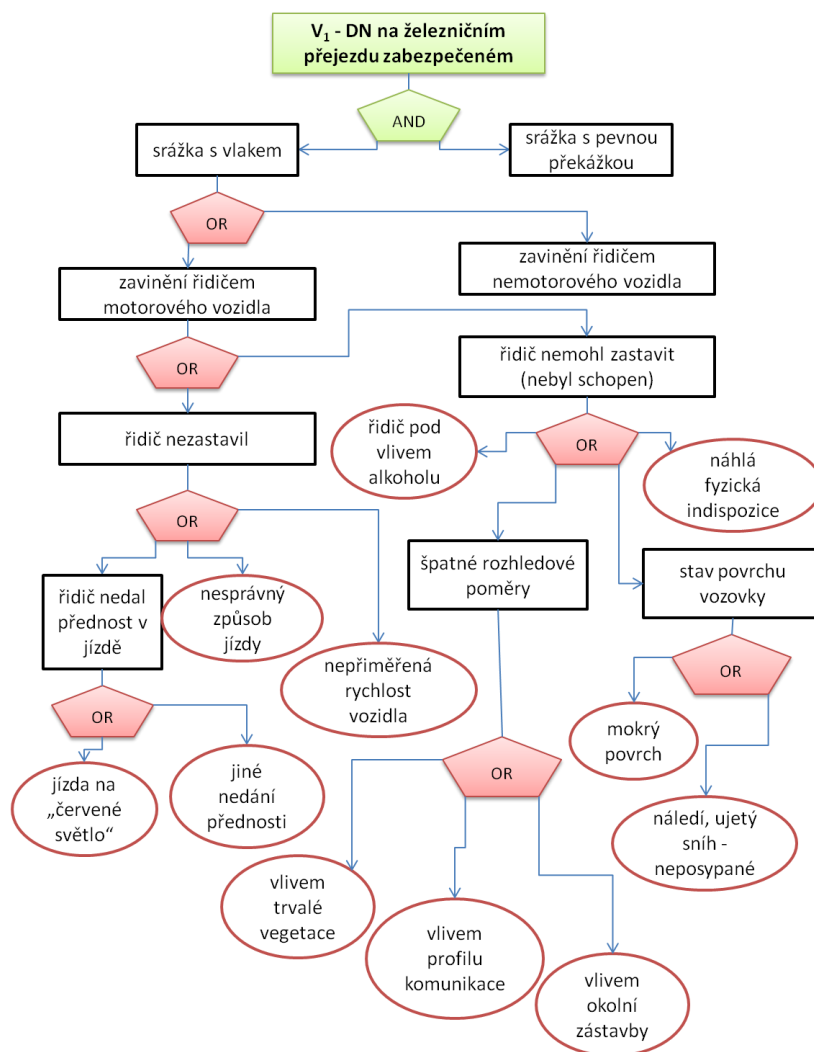 V₁ - DN na železničním
přejezdu zabezpečeném
AND
srážka s vlakem
srážka s pevnou
překážkou
OR
zavinění řidičem
motorového vozidla
zavinění řidičem
nemotorového vozidla
OR
řidič nemohl zastavit
(nebyl schopen)
řidič nezastavil
řidič pod
vlivem
alkoholu
OR
náhlá
fyzická
indispozice
OR
špatné rozhledové
poměry
stav povrchu
vozovky
řidič nedal
přednost v
jízdě
nesprávný
způsob
jízdy
nepřiměřená
rychlost
vozidla
OR
OR
mokrý
povrch
OR
jízda na
„červené
světlo“
jiné
nedání
přednosti
náledí, ujetý
sníh -
neposypané
vlivem
trvalé
vegetace
vlivem
profilu
komunikace
vlivem
okolní
zástavby